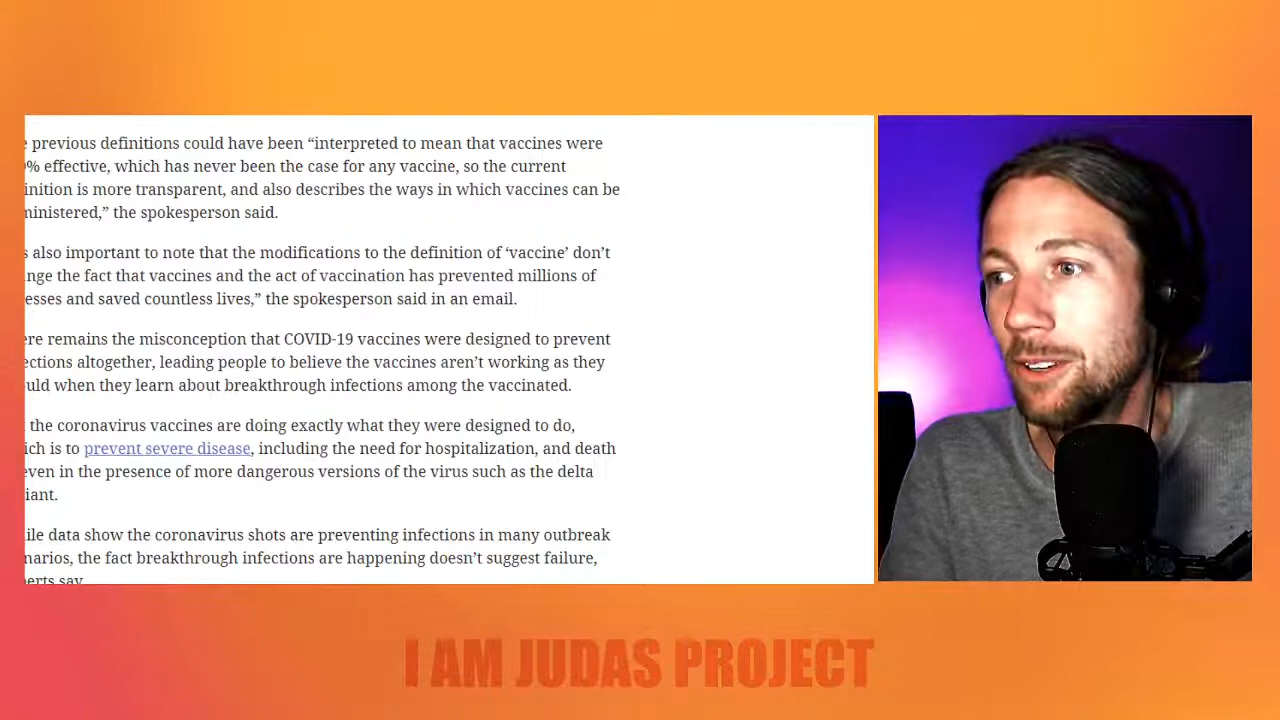 previous definitions could have been “interpreted to mean that vaccines were
% effective, which has never been the case for any vaccine, so the current
inition is more transparent, and also describes the ways in which vaccines can be
ministered,” the spokesperson said.
s also important to note that the modifications to the definition of ‘vaccine’ don’t
nge the fact that vaccines and the act of vaccination has prevented millions of
esses and saved countless lives,” the spokesperson said in an email.
ere remains the misconception that COVID-19 vaccines were designed to prevent
ections altogether, leading people to believe the vaccines aren’t working as they
uld when they learn about breakthrough infections among the vaccinated.
the coronavirus vaccines are doing exactly what they were designed to do,
ich is to prevent severe disease, including the need for hospitalization, and death
even in the presence of more dangerous versions of the virus such as the delta
iant.
ile data show the coronavirus shots are preventing infections in many outbreak
narios, the fact breakthrough infections are happening doesn’t suggest failure,
erts say.
I AM JUDAS PROJECT